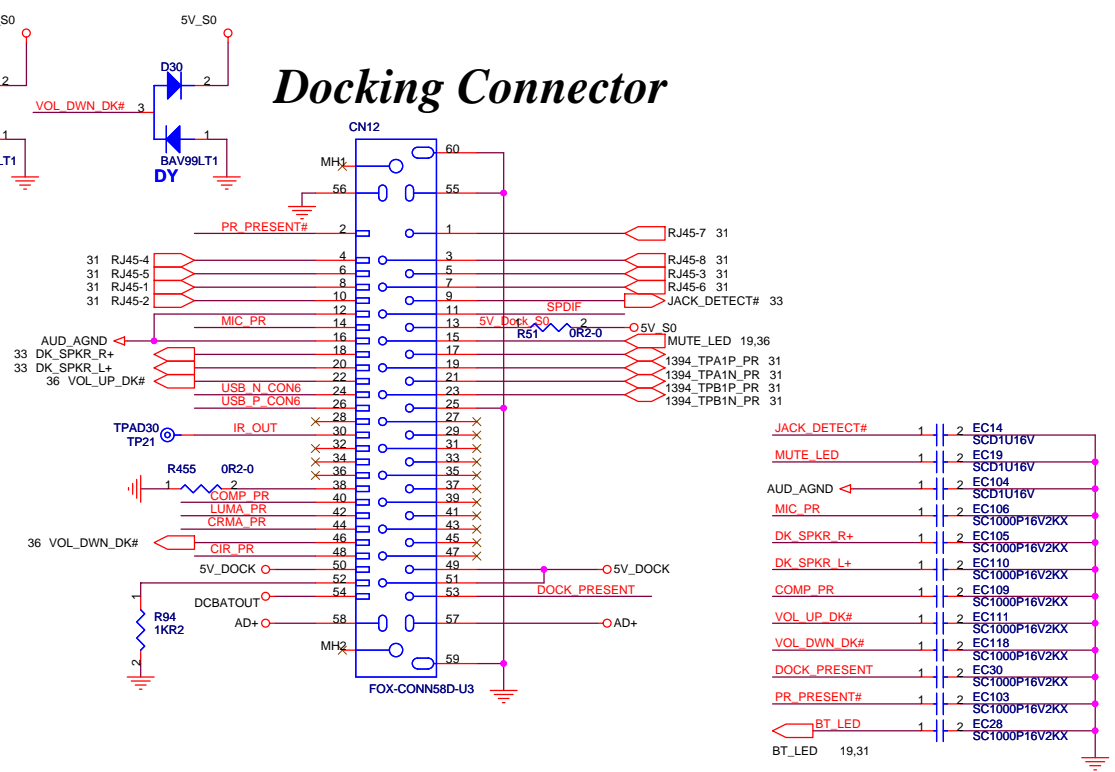 _S0
5V_S0
2
D30
2
Docking Connector
VOL_DWN_DK#
3
1
1
.T1
BAV99LT1
DY
CN12
MH1
60
56
55
PR_PRESENT#
2
1
RJ45-7 31
31 RJ45-4
4
3
RJ45-8 31
31 RJ45-5
6
5
RJ45-3 31
31 RJ45-1
8
7
RJ45-6 31
31 RJ45-2
10
9
JACK_DETECT# 33
12
11
SPDIF
MIC_PR
14
13
5V_Dock_S0
1
2
5V_S0
R51
0R2-0
AUD_AGND
16
15
MUTE_LED 19,36
33 DK_SPKR_R+
18
17
1394_TPA1P_PR 31
33 DK_SPKR_L+
20
19
1394_TPA1N_PR 31
36 VOL_UP_DK#
22
21
1394_TPB1P_PR 31
USB_N_CON6
24
23
1394_TPB1N_PR 31
USB_P_CON6
26
25
28
27
TPAD30
TP21
IR_OUT
30
29
32
31
34
33
36
35
R455
0R2-0
1
2
38
37
COMP_PR
40
39
LUMA_PR
42
41
CRMA_PR
44
43
36 VOL_DWN_DK#
46
45
CIR_PR
48
47
5V_DOCK
50
49
5V_DOCK
52
51
DCBATOUT
54
53
DOCK_PRESENT
1
R94
1KR2
2
AD+
58
57
AD+
MH2
59
FOX-CONN58D-U3
JACK_DETECT#
1
2
EC14
SCD1U16V
MUTE_LED
1
2
EC19
SCD1U16V
AUD_AGND
1
2
EC104
SCD1U16V
MIC_PR
1
2
EC106
SC1000P16V2KX
DK_SPKR_R+
1
2
EC105
SC1000P16V2KX
DK_SPKR_L+
1
2
EC110
SC1000P16V2KX
COMP_PR
1
2
EC109
SC1000P16V2KX
VOL_UP_DK#
1
2
EC111
SC1000P16V2KX
VOL_DWN_DK#
1
2
EC118
SC1000P16V2KX
DOCK_PRESENT
1
2
EC30
SC1000P16V2KX
PR_PRESENT#
1
2
EC103
SC1000P16V2KX
BT_LED
1
2
EC28
SC1000P16V2KX
BT_LED 19,31